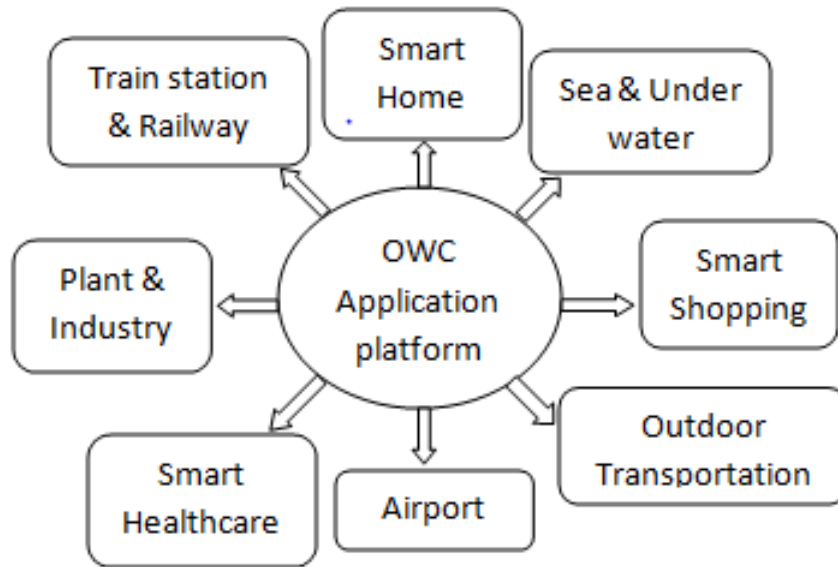 Smart
Home
Train station
& Railway
Sea & Under
water
OWC
Application
platform
Smart
Shopping
Plant &
Industry
Outdoor
Transportation
Smart
Healthcare
Airport